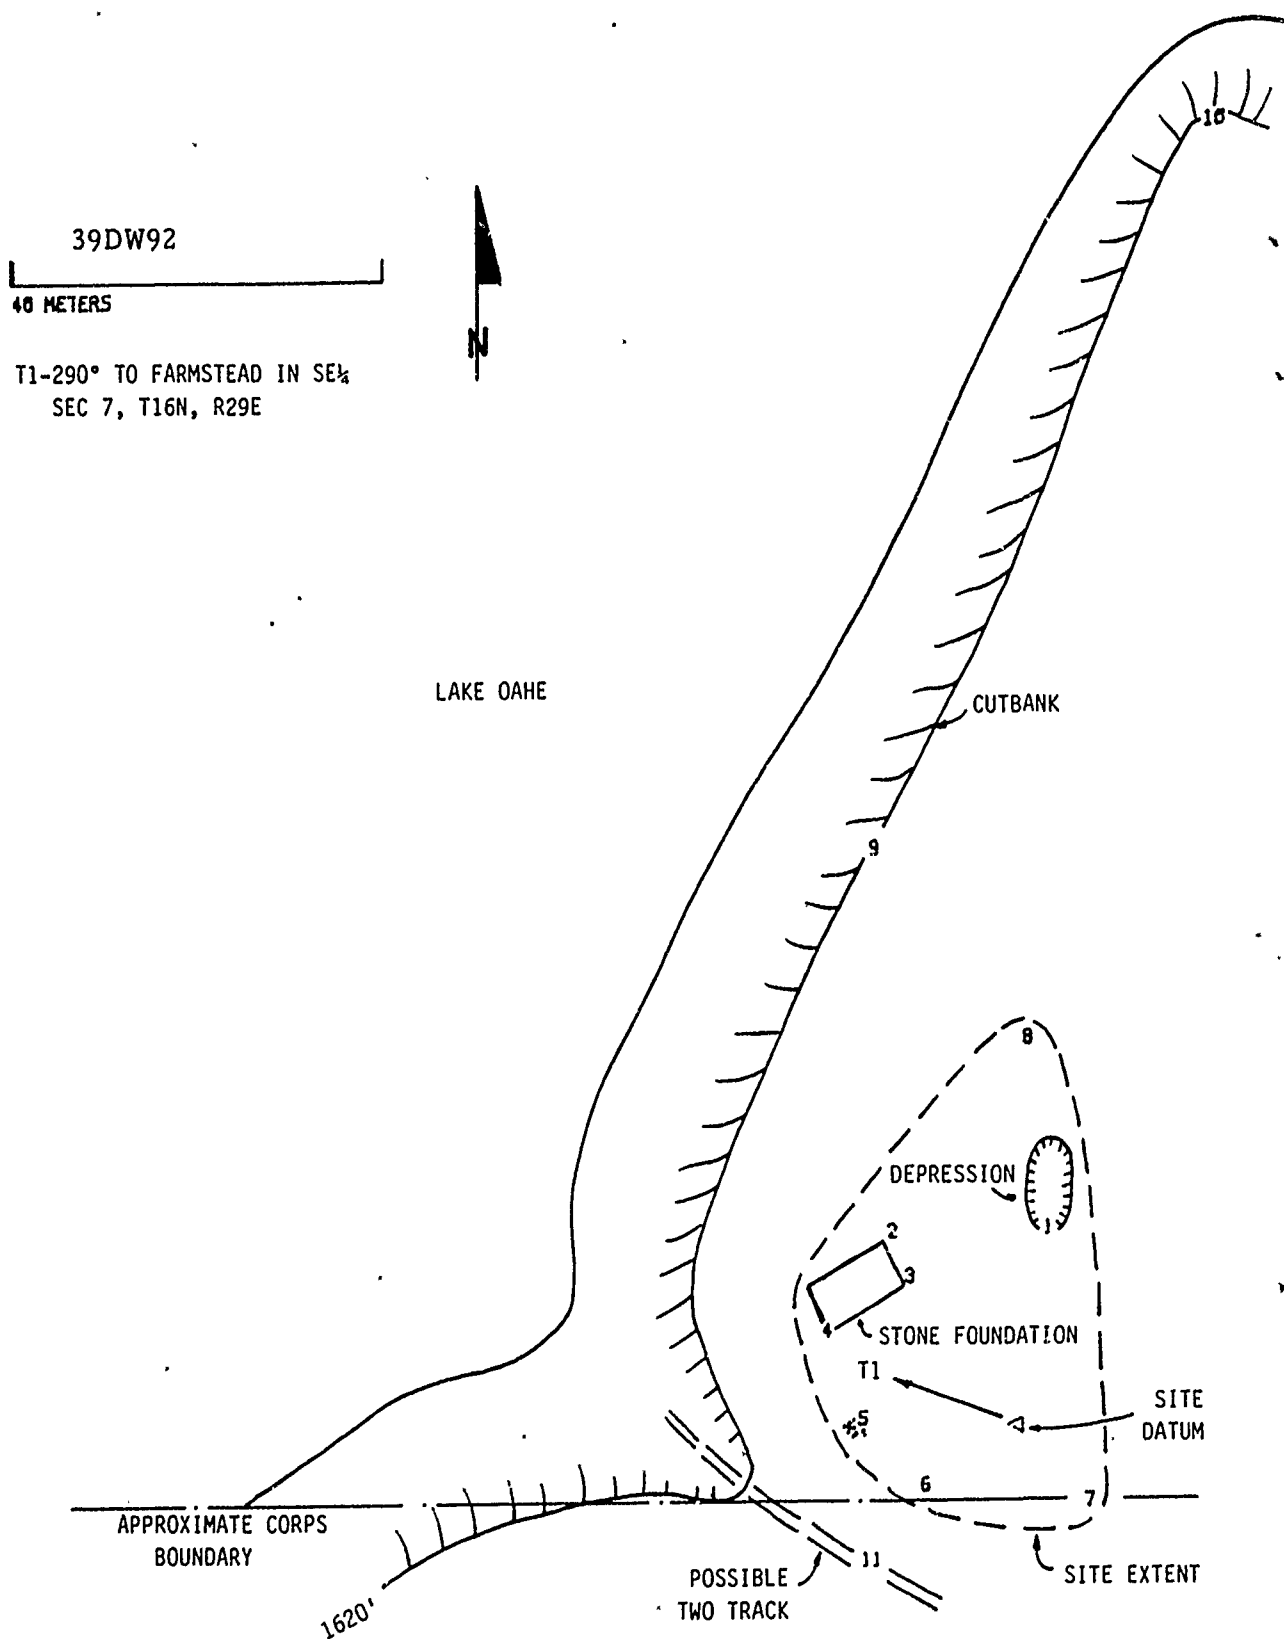 10
39DW92
40 METERS
N
T1-290° TO FARMSTEAD IN SE¼
SEC 7, T16N, R29E
LAKE OAHE
CUTBANK
9
8
DEPRESSION
1
2
3
4
STONE FOUNDATION
T1
SITE
DATUM
5
6
7
APPROXIMATE CORPS
BOUNDARY
11
POSSIBLE
TWO TRACK
SITE EXTENT
1620'